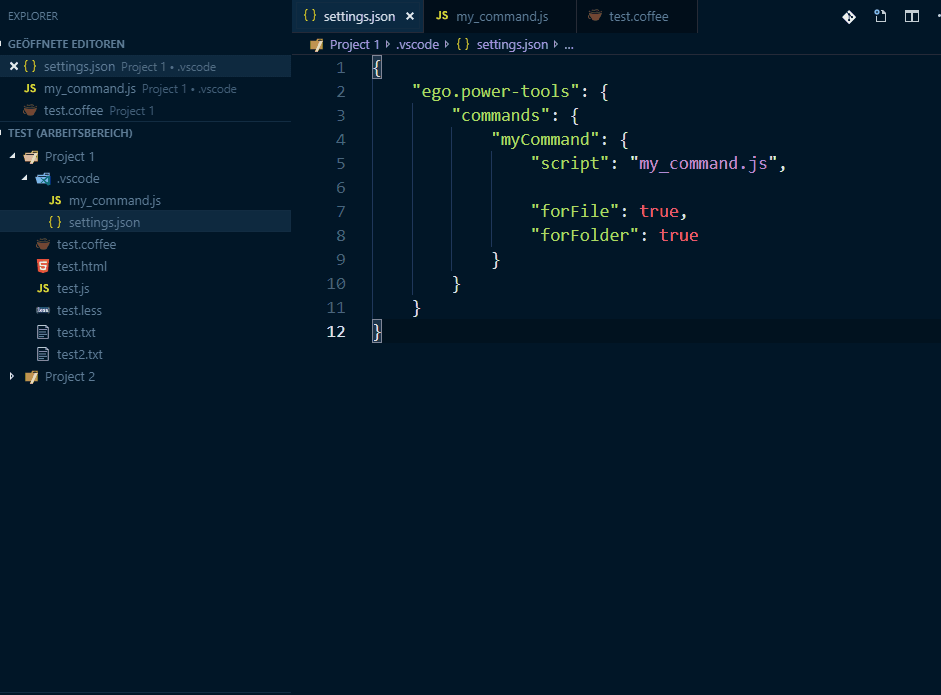 EXPLORER
GEÖFFNETE EDITOREN
{ } settings.json Project 1 • .vscode
JS my_command.js Project 1 • .vscode
test.coffee Project 1
TEST (ARBEITSBEREICH)
Project 1
.vscode
JS my_command.js
{ } settings.json
test.coffee
5 test.html
JS test.js
less test.less
test.txt
test2.txt
Project 2
{ } settings.json JS my_command.js test.coffee
Project 1 .vscode { } settings.json ...
1 {
2 "ego.power-tools": {
3 "commands": {
4 "myCommand": {
5 "script": "my_command.js",
6
7 "forFile": true,
8 "forFolder": true
9 }
10 }
11 }
12 }